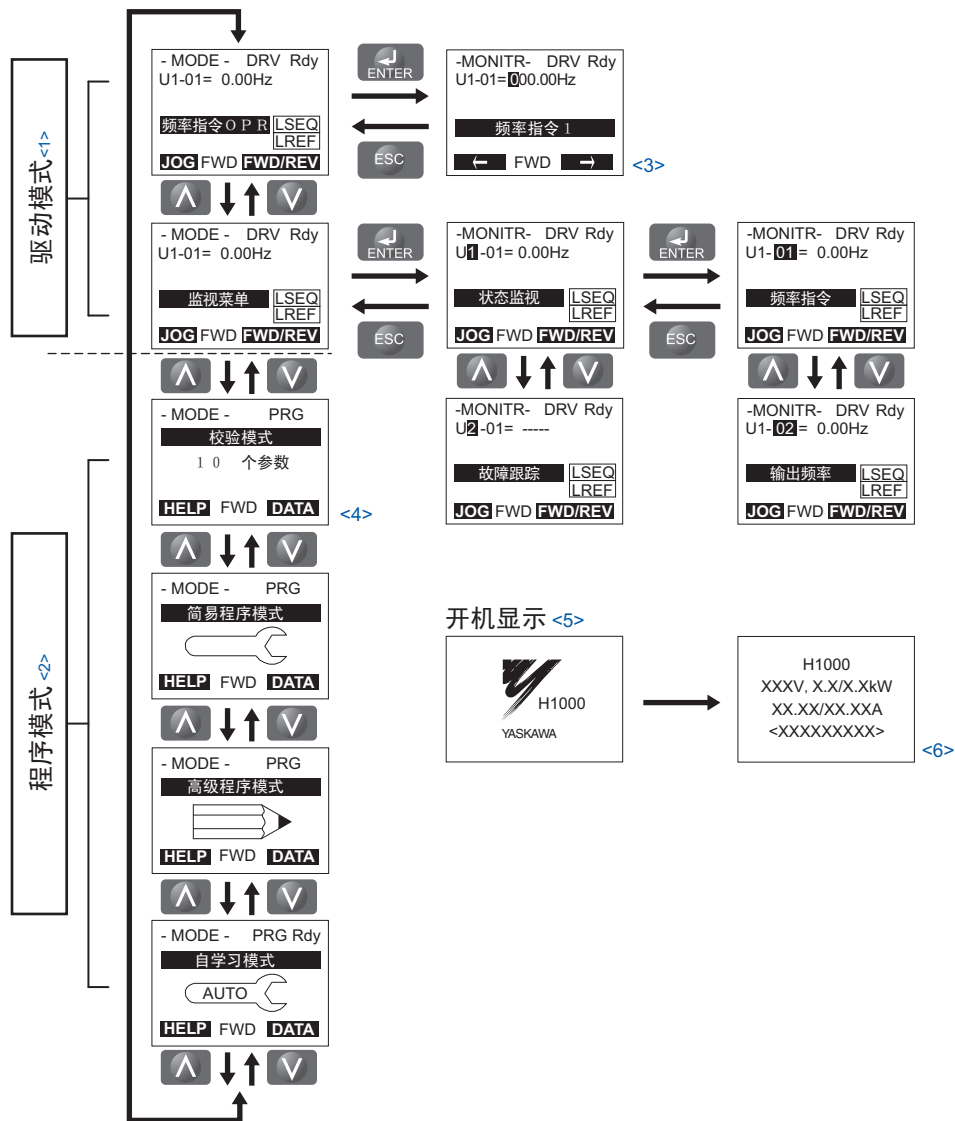 驱动模式<1>
- MODE - DRV Rdy
U1-01= 0.00Hz
频率指令OPR LSEQ
LREF
JOG FWD FWD/REV
ENTER
ESC
-MONITR- DRV Rdy
U1-01=000.00Hz
频率指令1
← FWD →
<3>
∧ ∨
- MODE - DRV Rdy
U1-01= 0.00Hz
监视菜单 LSEQ
LREF
JOG FWD FWD/REV
ENTER
ESC
-MONITR- DRV Rdy
U1-01= 0.00Hz
状态监视 LSEQ
LREF
JOG FWD FWD/REV
ENTER
ESC
-MONITR- DRV Rdy
U1-01= 0.00Hz
频率指令 LSEQ
LREF
JOG FWD FWD/REV
∧ ∨
∧ ∨
-MONITR- DRV Rdy
U2-01= -----
故障跟踪 LSEQ
LREF
JOG FWD FWD/REV
-MONITR- DRV Rdy
U1-02= 0.00Hz
输出频率 LSEQ
LREF
JOG FWD FWD/REV
程序模式<2>
∧ ∨
- MODE - PRG
校验模式
10 个参数
HELP FWD DATA
<4>
∧ ∨
- MODE - PRG
简易程序模式
HELP FWD DATA
∧ ∨
- MODE - PRG
高级程序模式
HELP FWD DATA
∧ ∨
- MODE - PRG Rdy
自学习模式
AUTO
HELP FWD DATA
∧ ∨
开机显示<5>
H1000
YASKAWA
H1000
XXXV, X.X/X.XkW
XX.XX/XX.XXA
<XXXXXXXXX>
<6>